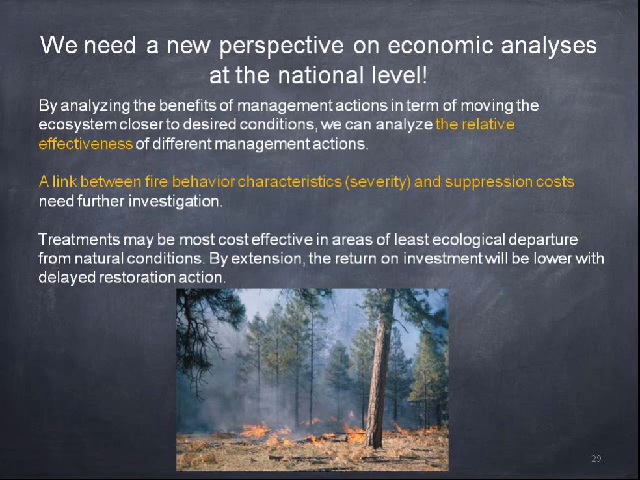 We need a new perspective on economic analyses
at the national level!
By analyzing the benefits of management actions in term of moving the
ecosystem closer to desired conditions, we can analyze the relative
effectiveness of different management actions.
A link between fire behavior characteristics (severity) and suppression costs
need further investigation.
Treatments may be most cost effective in areas of least ecological departure
from natural conditions. By extension, the return on investment will be lower with
delayed restoration action.
29